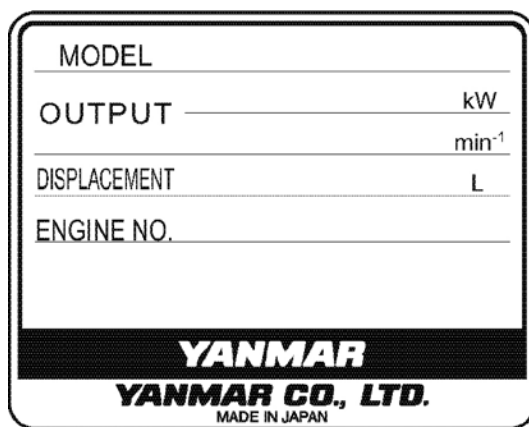 MODEL
OUTPUT kW
min⁻¹
DISPLACEMENT L
ENGINE NO.
YANMAR
YANMAR CO., LTD.
MADE IN JAPAN